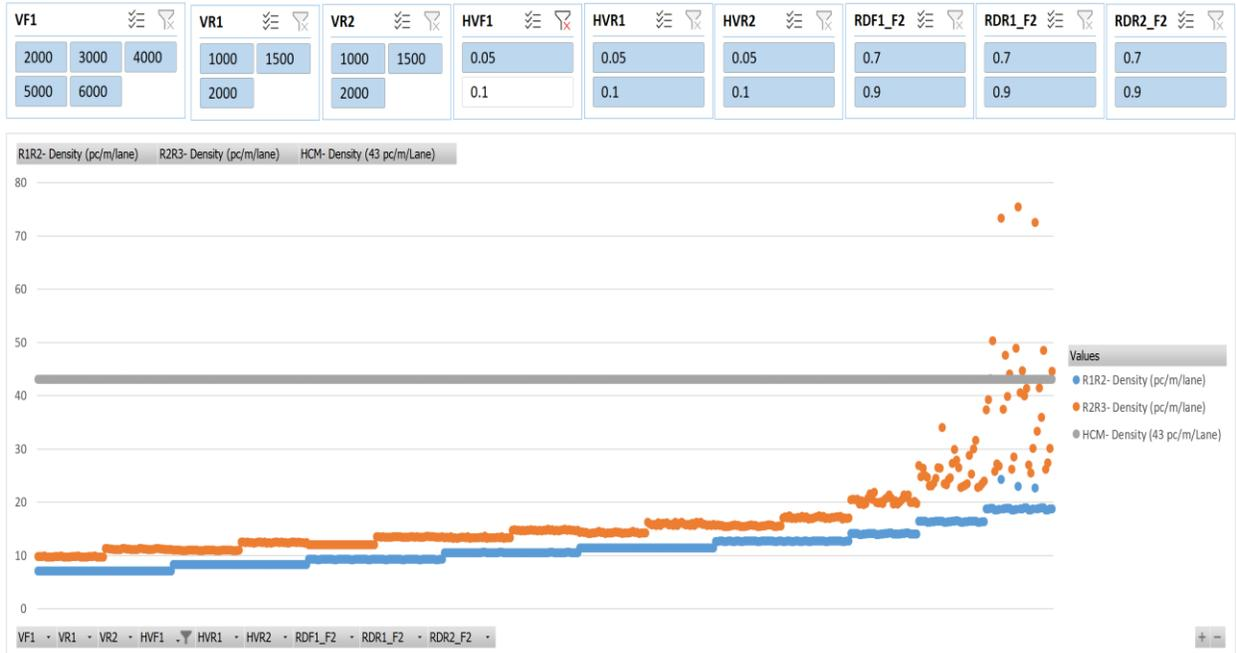 VF1 VR1 VR2 HVF1 HVR1 HVR2 RDF1_F2 RDR1_F2 RDR2_F2
2000 3000 4000 1000 1500 1000 1500 0.05 0.05 0.05 0.7 0.7 0.7
5000 6000 2000 2000 0.1 0.1 0.1 0.9 0.9 0.9
R1R2- Density (pc/m/lane) R2R3- Density (pc/m/lane) HCM- Density (43 pc/m/Lane)
80
70
60
50
40
30
20
10
0
Values
R1R2- Density (pc/m/lane)
R2R3- Density (pc/m/lane)
HCM- Density (43 pc/m/Lane)
VF1 VR1 VR2 HVF1 HVR1 HVR2 RDF1_F2 RDR1_F2 RDR2_F2
+ -